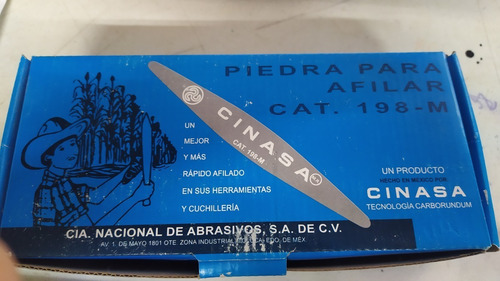 PIEDRA PARA
AFILAR
CAT. 198-M
CINASA
CAT. 198-M
UN
MEJOR
Y MÁS
RÁPIDO AFILADO
EN SUS HERRAMIENTAS
Y CUCHILLERÍA
UN PRODUCTO
HECHO EN MÉXICO POR
CINASA
TECNOLOGÍA CARBORUNDUM
CIA. NACIONAL DE ABRASIVOS, S.A. DE C.V.
AV. 1. DE MAYO 1801 OTE. ZONA INDUSTRIAL DE MÉX